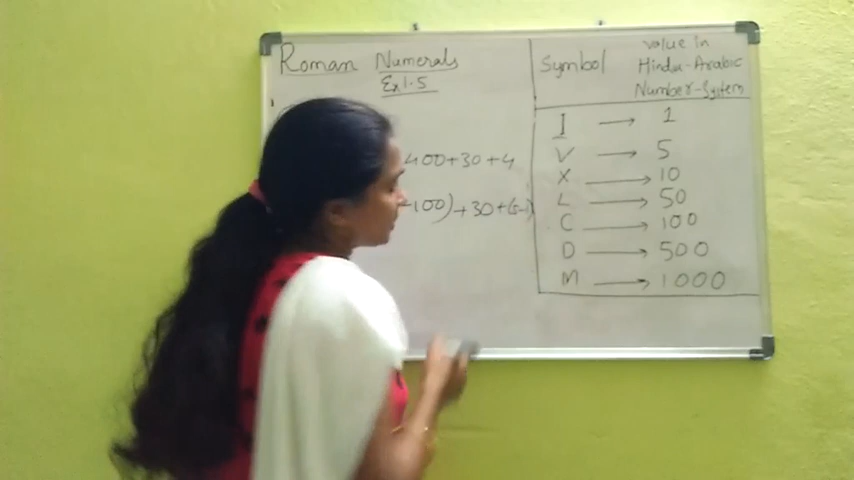 Roman Numerals
Ex 1.5
400+30+4
-100)+30+(5-1)
Symbol
value in
Hindu-Arabic
Number-System
I → 1
V → 5
X → 10
L → 50
C → 100
D → 500
M → 1000